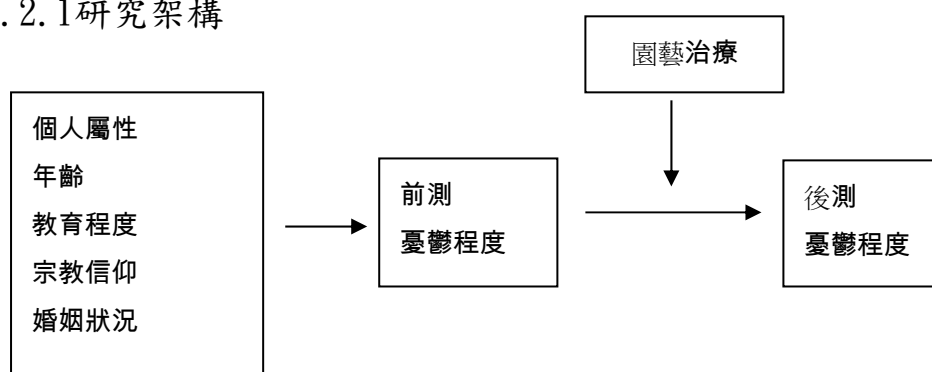 .2.1研究架構
園藝治療
個人屬性
年齡
教育程度
宗教信仰
婚姻狀況
前測
憂鬱程度
後測
憂鬱程度